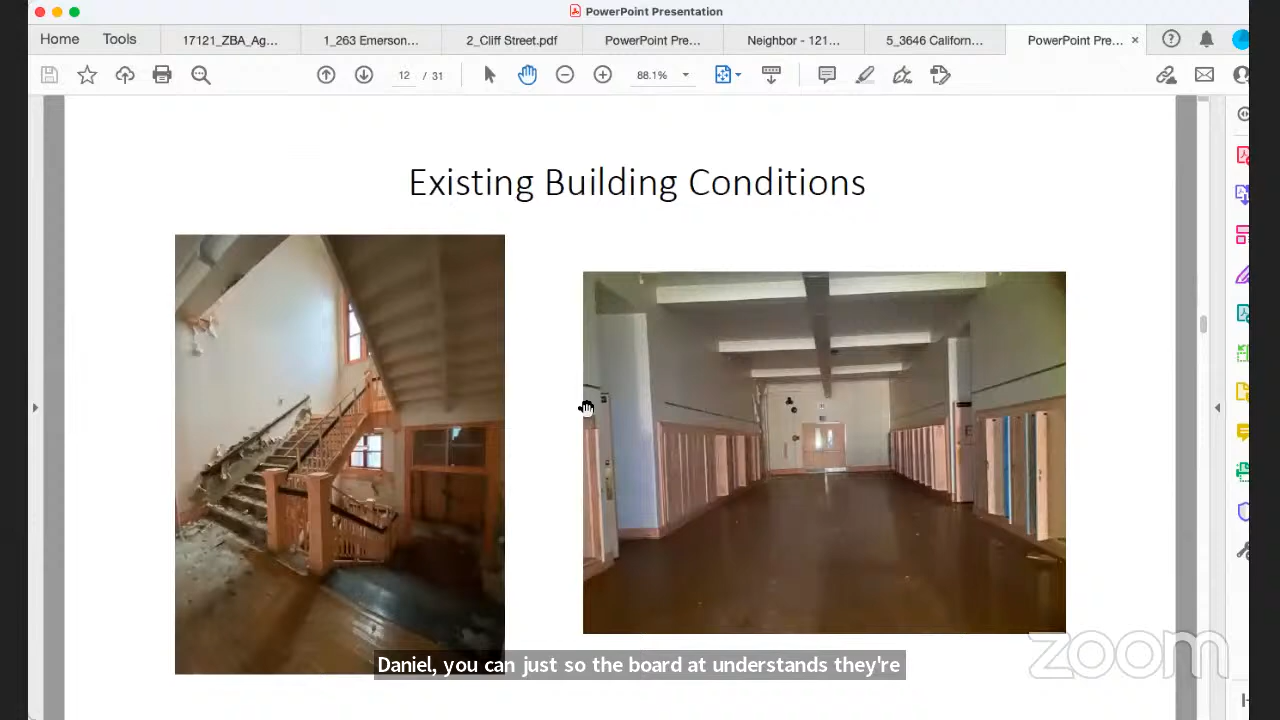 PowerPoint Presentation
Home Tools 17121_ZBA_Ag... 1_263 Emerson... 2_Cliff Street.pdf PowerPoint Pre... Neighbor - 121... 5_3646 Californ... PowerPoint Pre... ×
12 / 31 88.1%
Existing Building Conditions
Daniel, you can just so the board at understands they're
zoom